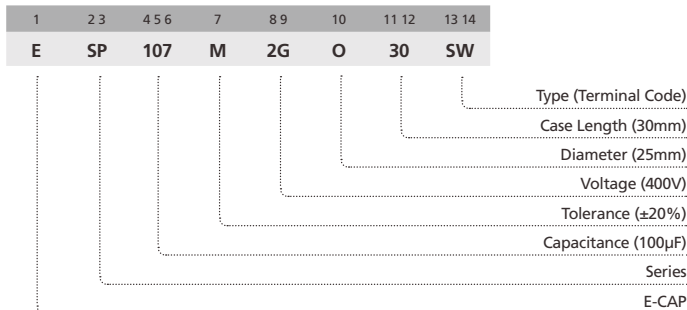 1 2 3 4 5 6 7 8 9 10 11 12 13 14
E SP 107 M 2G O 30 SW
Type (Terminal Code)
Case Length (30mm)
Diameter (25mm)
Voltage (400V)
Tolerance (±20%)
Capacitance (100µF)
Series
E-CAP